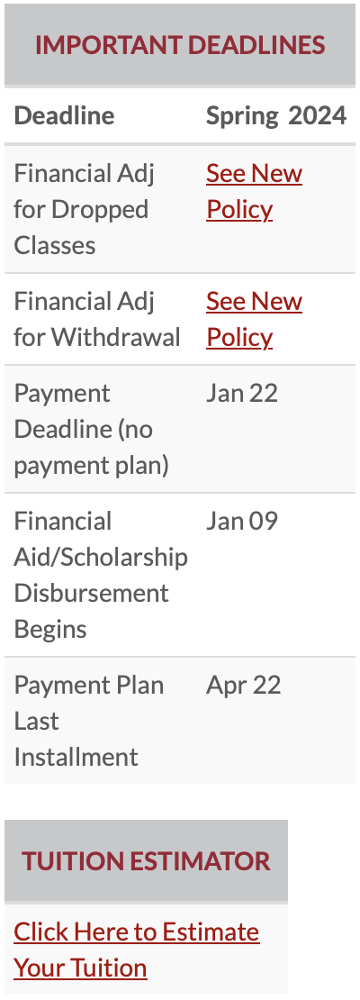 IMPORTANT DEADLINES
Deadline Spring 2024
Financial Adj for Dropped Classes See New Policy
Financial Adj for Withdrawal See New Policy
Payment Deadline (no payment plan) Jan 22
Financial Aid/Scholarship Disbursement Begins Jan 09
Payment Plan Last Installment Apr 22
TUITION ESTIMATOR
Click Here to Estimate
Your Tuition